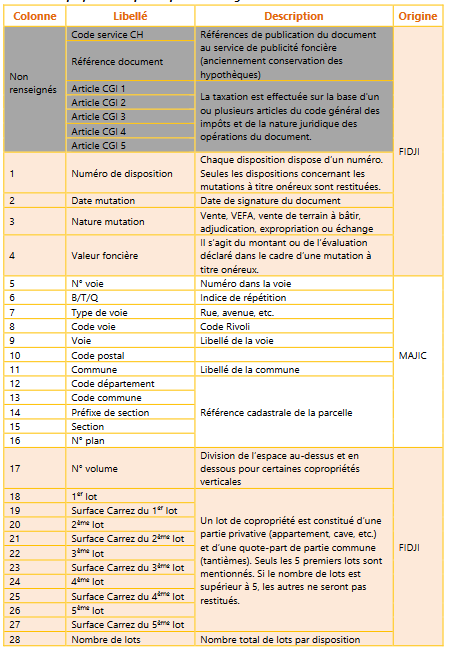 Colonne Libellé Description Origine
Non
renseignés
Code service CH
Référence document
Références de publication du document
au service de publicité foncière
(anciennement conservation des
hypothèques)
Article CGI 1
Article CGI 2
Article CGI 3
Article CGI 4
Article CGI 5
La taxation est effectuée sur la base d'un
ou plusieurs articles du code général des
impôts et de la nature juridique des
opérations du document.
FIDJI
1 Numéro de disposition
Chaque disposition dispose d'un numéro.
Seules les dispositions concernant les
mutations à titre onéreux sont restituées.
2 Date mutation Date de signature du document
3 Nature mutation
Vente, VEFA, vente de terrain à bâtir,
adjudication, expropriation ou échange
4 Valeur foncière
Il s'agit du montant ou de l'évaluation
déclaré dans le cadre d'une mutation à
titre onéreux.
5 N° voie Numéro dans la voie
6 B/T/Q Indice de répétition
7 Type de voie Rue, avenue, etc.
8 Code voie Code Rivoli
9 Voie Libellé de la voie
10 Code postal
MAJIC
11 Commune Libellé de la commune
12 Code département
13 Code commune
14 Préfixe de section
Référence cadastrale de la parcelle
15 Section
16 N° plan
17 N° volume
Division de l'espace au-dessus et en
dessous pour certaines copropriétés
verticales
18 1er lot
19 Surface Carrez du 1er lot
20 2ème lot
21 Surface Carrez du 2ème lot
22 3ème lot
23 Surface Carrez du 3ème lot
24 4ème lot
25 Surface Carrez du 4ème lot
26 5ème lot
27 Surface Carrez du 5ème lot
Un lot de copropriété est constitué d'une
partie privative (appartement, cave, etc.)
et d'une quote-part de partie commune
(tantièmes). Seuls les 5 premiers lots sont
mentionnés. Si le nombre de lots est
supérieur à 5, les autres ne seront pas
restitués.
FIDJI
28 Nombre de lots Nombre total de lots par disposition